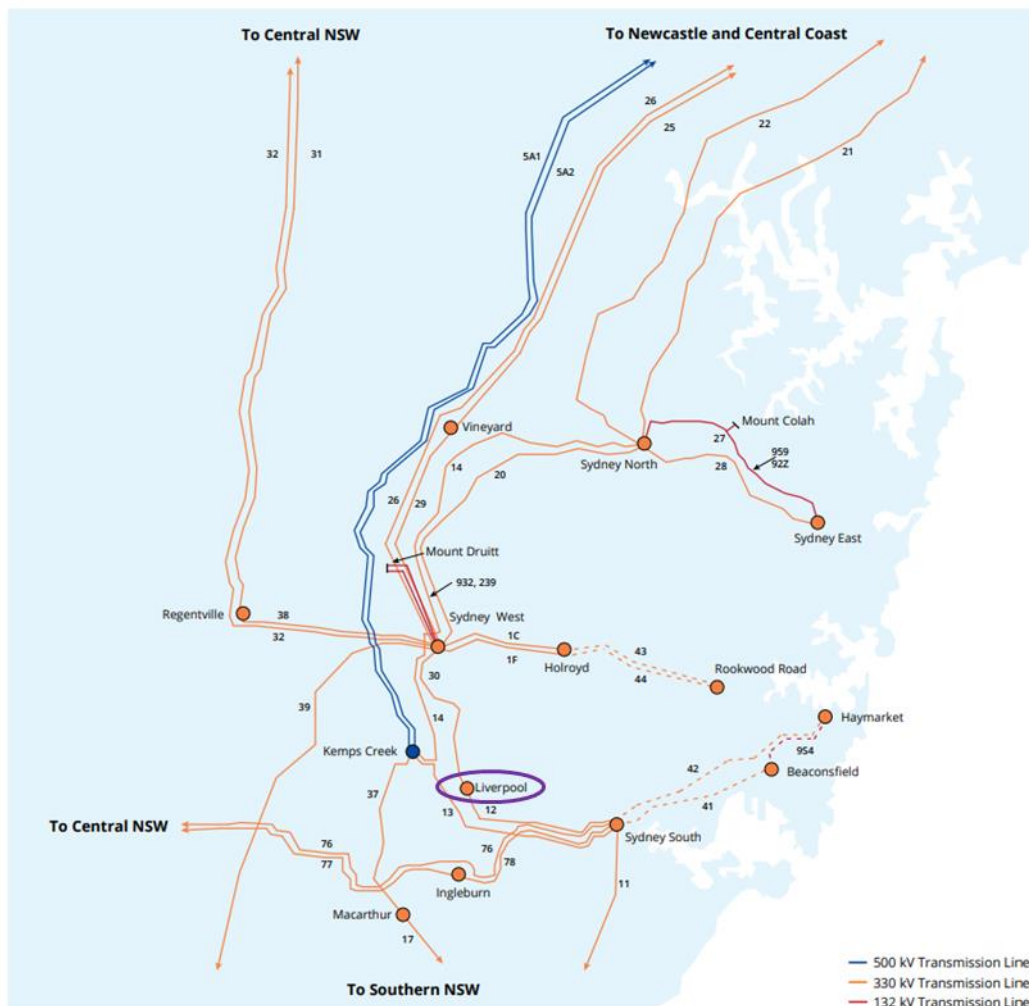 To Central NSW
To Newcastle and Central Coast
26
25
22
32
31
5A1
5A2
21
Vineyard
Mount Colah
27
14
20
Sydney North
28
959
92Z
26
29
Sydney East
Mount Druitt
932, 239
Regentville
38
32
Sydney West
1C
1F
Holroyd
43
44
Rookwood Road
30
39
14
Haymarket
Kemps Creek
9S4
42
Beaconsfield
37
Liverpool
41
13
12
To Central NSW
Sydney South
76
77
76
78
Ingleburn
11
Macarthur
17
To Southern NSW
500 kV Transmission Line
330 kV Transmission Line
132 kV Transmission Line